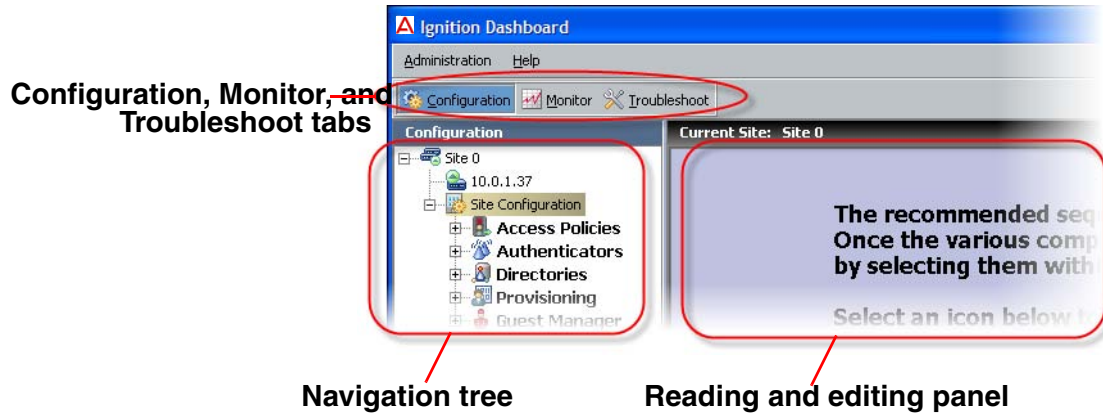 Ignition Dashboard
Administration Help
Configuration, Monitor, and
Troubleshoot tabs
Configuration Monitor Troubleshoot
Configuration
Current Site: Site 0
Site 0
10.0.1.37
Site Configuration
Access Policies
Authenticators
Directories
Provisioning
Guest Manager
The recommended seq
Once the various comp
by selecting them with
Select an icon below to
Navigation tree
Reading and editing panel